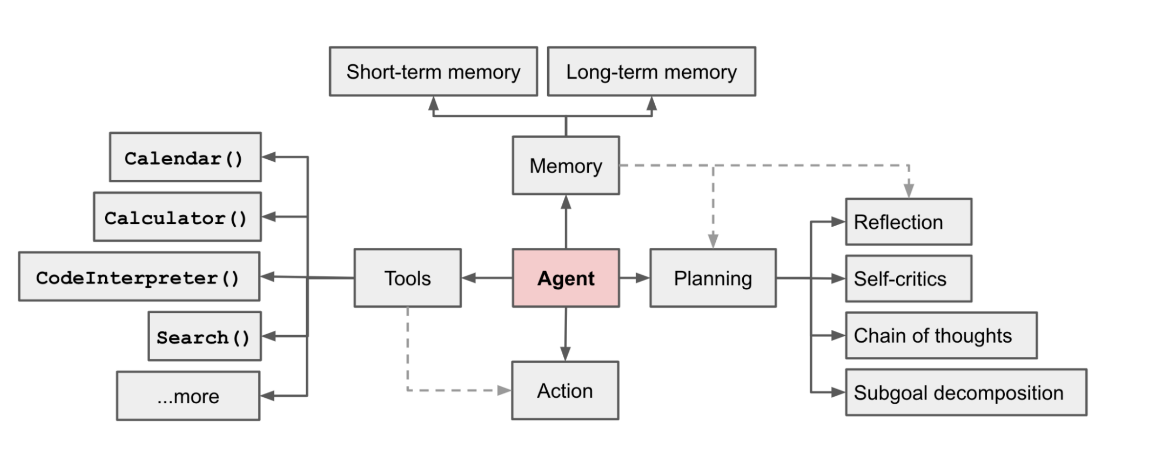 Short-term memory
Long-term memory
Calendar()
Memory
Calculator()
Reflection
CodeInterpreter()
Tools
Agent
Planning
Self-critics
Search()
Chain of thoughts
...more
Action
Subgoal decomposition